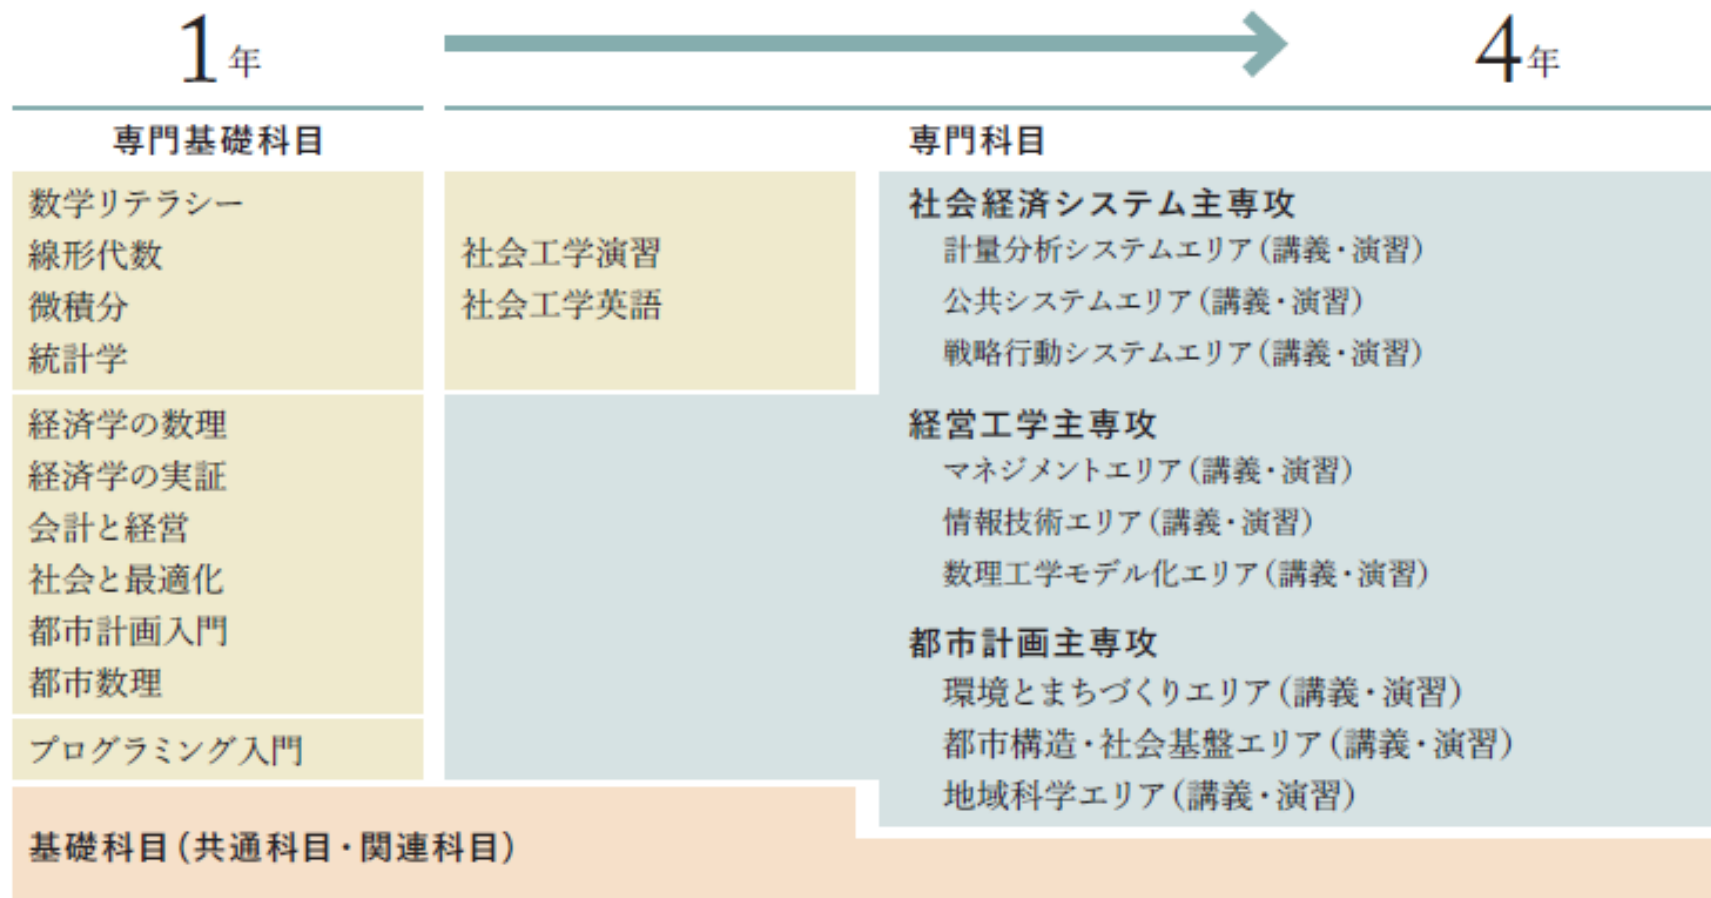 1年
4年
専門基礎科目
数学リテラシー
線形代数
微積分
統計学
経済学の数理
経済学の実証
会計と経営
社会と最適化
都市計画入門
都市数理
プログラミング入門
社会工学演習
社会工学英語
専門科目
社会経済システム主専攻
計量分析システムエリア(講義・演習)
公共システムエリア(講義・演習)
戦略行動システムエリア(講義・演習)
経営工学主専攻
マネジメントエリア(講義・演習)
情報技術エリア(講義・演習)
数理工学モデル化エリア(講義・演習)
都市計画主専攻
環境とまちづくりエリア(講義・演習)
都市構造・社会基盤エリア(講義・演習)
地域科学エリア(講義・演習)
基礎科目(共通科目・関連科目)